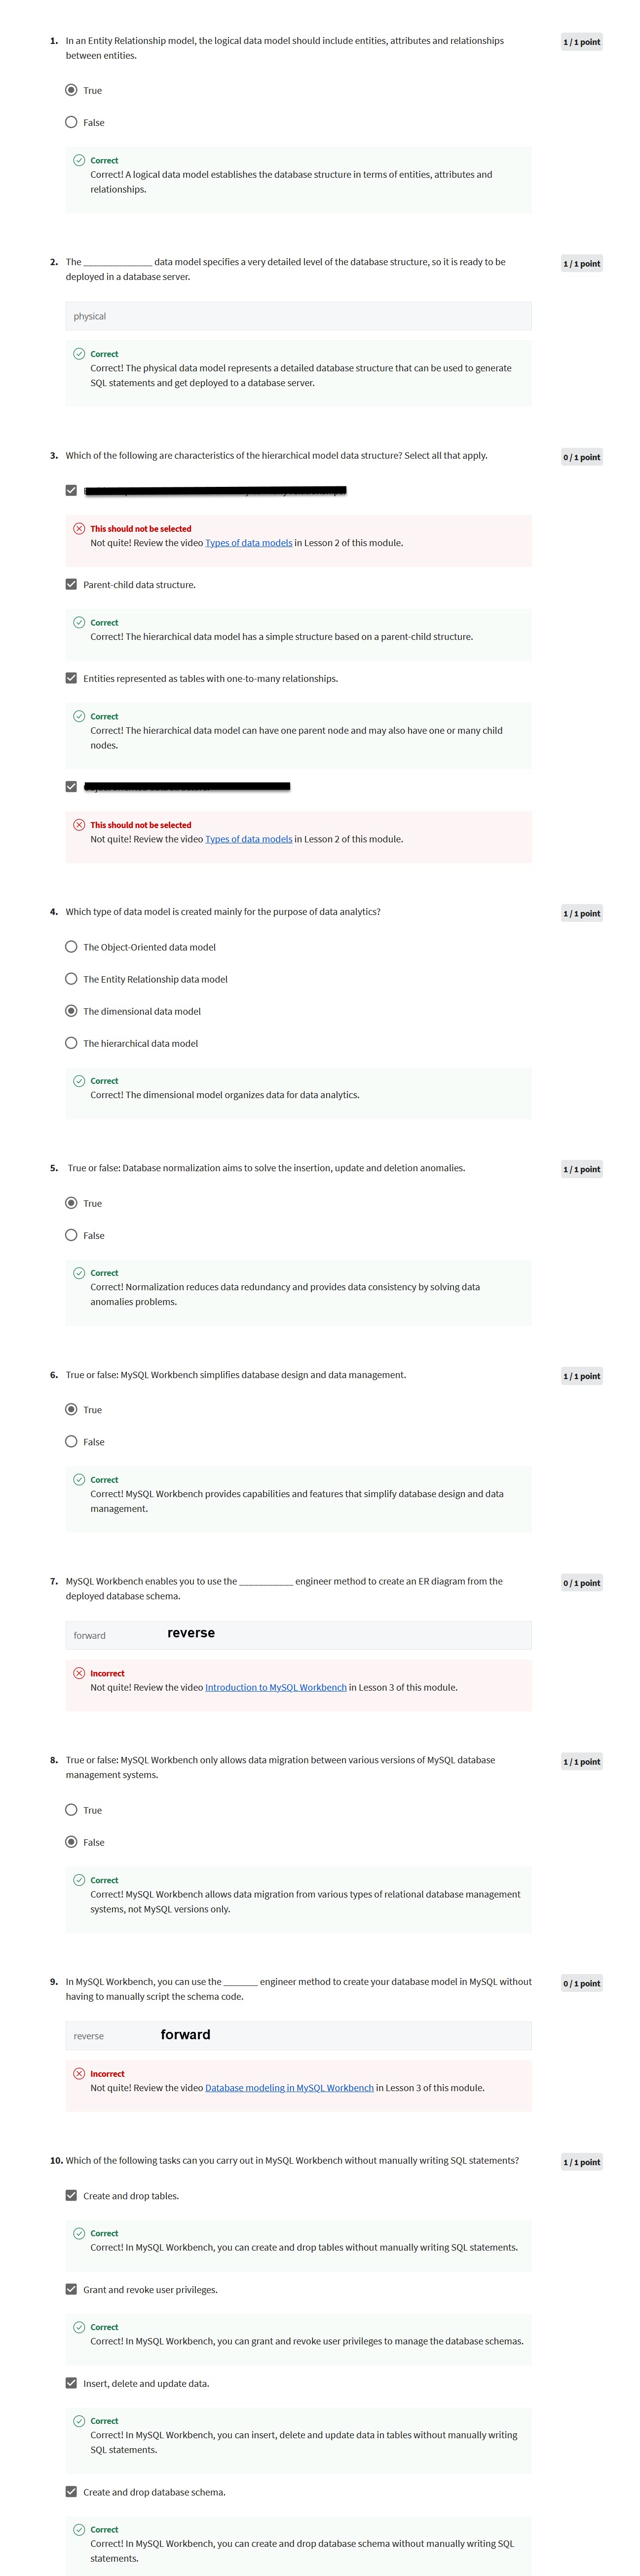 1. In an Entity Relationship model, the logical data model should include entities, attributes and relationships
between entities.
1 / 1 point
True
False
Correct
Correct! A logical data model establishes the database structure in terms of entities, attributes and
relationships.
2. The ______________ data model specifies a very detailed level of the database structure, so it is ready to be
deployed in a database server.
1 / 1 point
physical
Correct
Correct! The physical data model represents a detailed database structure that can be used to generate
SQL statements and get deployed to a database server.
3. Which of the following are characteristics of the hierarchical model data structure? Select all that apply.
0 / 1 point
This should not be selected
Not quite! Review the video Types of data models in Lesson 2 of this module.
Parent-child data structure.
Correct
Correct! The hierarchical data model has a simple structure based on a parent-child structure.
Entities represented as tables with one-to-many relationships.
Correct
Correct! The hierarchical data model can have one parent node and may also have one or many child
nodes.
This should not be selected
Not quite! Review the video Types of data models in Lesson 2 of this module.
4. Which type of data model is created mainly for the purpose of data analytics?
1 / 1 point
The Object-Oriented data model
The Entity Relationship data model
The dimensional data model
The hierarchical data model
Correct
Correct! The dimensional model organizes data for data analytics.
5. True or false: Database normalization aims to solve the insertion, update and deletion anomalies.
1 / 1 point
True
False
Correct
Correct! Normalization reduces data redundancy and provides data consistency by solving data
anomalies problems.
6. True or false: MySQL Workbench simplifies database design and data management.
1 / 1 point
True
False
Correct
Correct! MySQL Workbench provides capabilities and features that simplify database design and data
management.
7. MySQL Workbench enables you to use the ___________ engineer method to create an ER diagram from the
deployed database schema.
0 / 1 point
forward reverse
Incorrect
Not quite! Review the video Introduction to MySQL Workbench in Lesson 3 of this module.
8. True or false: MySQL Workbench only allows data migration between various versions of MySQL database
management systems.
1 / 1 point
True
False
Correct
Correct! MySQL Workbench allows data migration from various types of relational database management
systems, not MySQL versions only.
9. In MySQL Workbench, you can use the _______ engineer method to create your database model in MySQL without
having to manually script the schema code.
0 / 1 point
reverse forward
Incorrect
Not quite! Review the video Database modeling in MySQL Workbench in Lesson 3 of this module.
10. Which of the following tasks can you carry out in MySQL Workbench without manually writing SQL statements?
1 / 1 point
Create and drop tables.
Correct
Correct! In MySQL Workbench, you can create and drop tables without manually writing SQL statements.
Grant and revoke user privileges.
Correct
Correct! In MySQL Workbench, you can grant and revoke user privileges to manage the database schemas.
Insert, delete and update data.
Correct
Correct! In MySQL Workbench, you can insert, delete and update data in tables without manually writing
SQL statements.
Create and drop database schema.
Correct
Correct! In MySQL Workbench, you can create and drop database schema without manually writing SQL
statements.